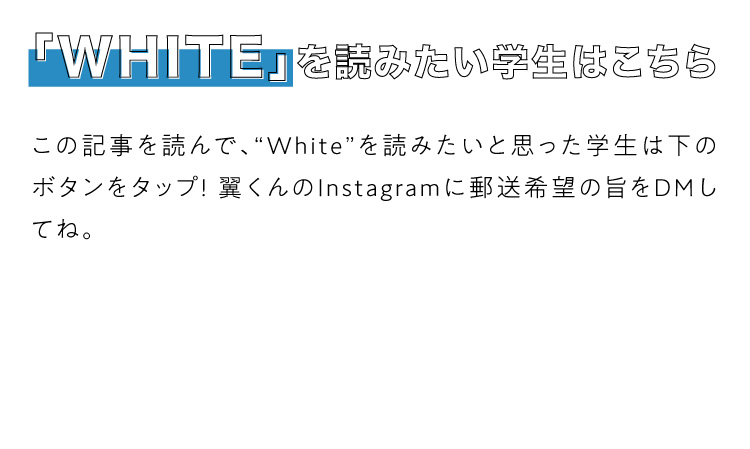 「WHITE」を読みたい学生はこちら
この記事を読んで、“White”を読みたいと思った学生は下の
ボタンをタップ! 翼くんのInstagramに郵送希望の旨をDMし
てね。